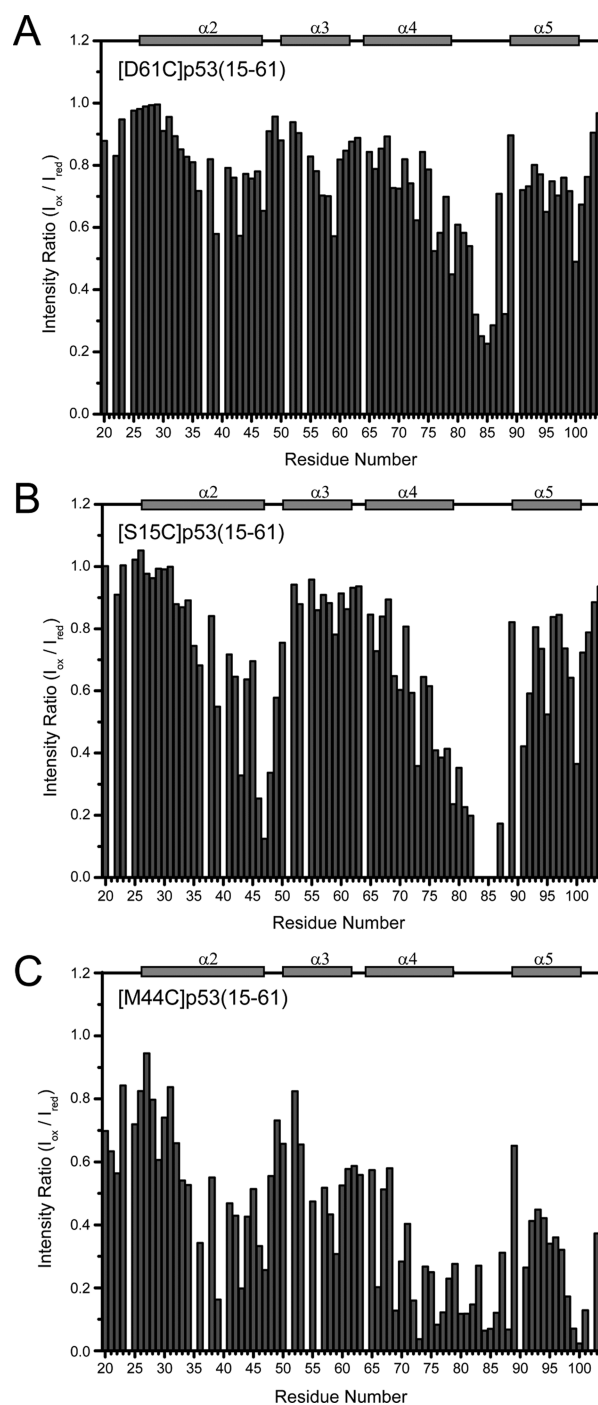 A
α2 α3 α4 α5
[D61C]p53(15-61)
Intensity Ratio (Iox / Ired)
1.2
1.0
0.8
0.6
0.4
0.2
0.0
20 25 30 35 40 45 50 55 60 65 70 75 80 85 90 95 100
Residue Number
B
α2 α3 α4 α5
[S15C]p53(15-61)
Intensity Ratio (Iox / Ired)
1.2
1.0
0.8
0.6
0.4
0.2
0.0
20 25 30 35 40 45 50 55 60 65 70 75 80 85 90 95 100
Residue Number
C
α2 α3 α4 α5
[M44C]p53(15-61)
Intensity Ratio (Iox / Ired)
1.2
1.0
0.8
0.6
0.4
0.2
0.0
20 25 30 35 40 45 50 55 60 65 70 75 80 85 90 95 100
Residue Number